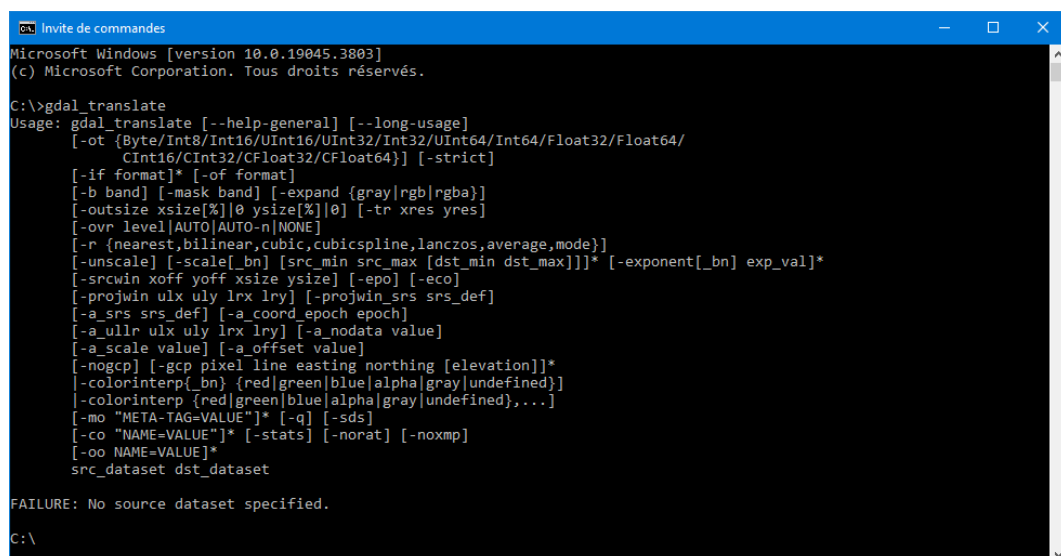 Invite de commandes
Microsoft Windows [version 10.0.19045.3803]
(c) Microsoft Corporation. Tous droits réservés.
C:\>gdal_translate
Usage: gdal_translate [--help-general] [--long-usage]
[-ot {Byte/Int8/Int16/UInt16/UInt32/Int32/UInt64/Int64/Float32/Float64/
CInt16/CInt32/CFloat32/CFloat64}] [-strict]
[-if format]* [-of format]
[-b band] [-mask band] [-expand {gray|rgb|rgba}]
[-outsize xsize[%]|0 ysize[%]|0] [-tr xres yres]
[-ovr level|AUTO|AUTO-n|NONE]
[-r {nearest,bilinear,cubic,cubicspline,lanczos,average,mode}]
[-unscale] [-scale[_bn] [src_min src_max [dst_min dst_max]]]* [-exponent[_bn] exp_val]*
[-srcwin xoff yoff xsize ysize] [-epo] [-eco]
[-projwin ulx uly lrx lry] [-projwin_srs srs_def]
[-a_srs srs_def] [-a_coord_epoch epoch]
[-a_ullr ulx uly lrx lry] [-a_nodata value]
[-a_scale value] [-a_offset value]
[-nogcp] [-gcp pixel line easting northing [elevation]]*
|-colorinterp{_bn} {red|green|blue|alpha|gray|undefined}]
|-colorinterp {red|green|blue|alpha|gray|undefined},...]
[-mo "META-TAG=VALUE"]* [-q] [-sds]
[-co "NAME=VALUE"]* [-stats] [-norat] [-noxmp]
[-oo NAME=VALUE]*
src_dataset dst_dataset
FAILURE: No source dataset specified.
C:\